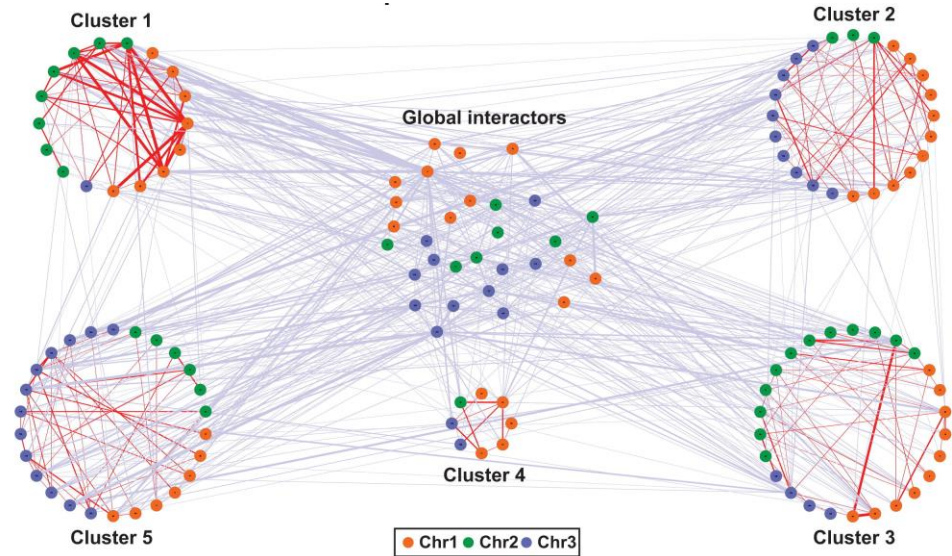 Cluster 1
Cluster 2
Global interactors
Cluster 4
Cluster 5
Cluster 3
Chr1 Chr2 Chr3